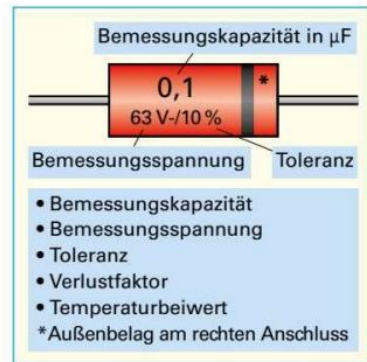 Bemessungskapazität in µF
0,1
*
63 V-/10 %
Bemessungsspannung
Toleranz
• Bemessungskapazität
• Bemessungsspannung
• Toleranz
• Verlustfaktor
• Temperaturbeiwert
*Außenbelag am rechten Anschluss